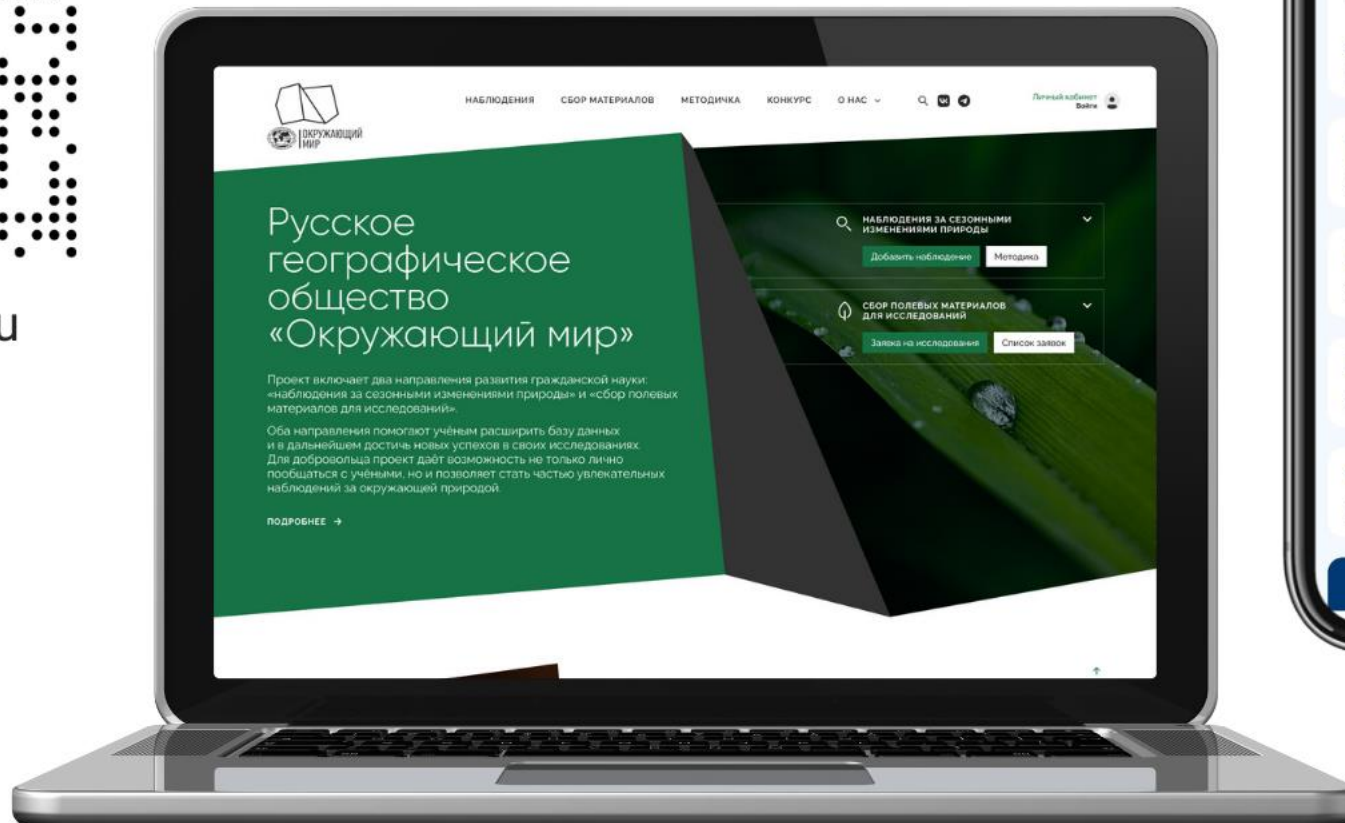 u
ОКРУЖАЮЩИЙ
МИР
НАБЛЮДЕНИЯ СБОР МАТЕРИАЛОВ МЕТОДИЧКА КОНКУРС О НАС
Личный кабинет
Войти
Русское
географическое
общество
«Окружающий мир»
Проект включает два направления развития гражданской науки:
«наблюдения за сезонными изменениями природы» и «сбор полевых
материалов для исследований».
Оба направления помогают учёным расширить базу данных
и в дальнейшем достичь новых успехов в своих исследованиях.
Для добровольца проект даёт возможность не только лично
пообщаться с учёными, но и позволяет стать частью увлекательных
наблюдений за окружающей природой.
ПОДРОБНЕЕ →
НАБЛЮДЕНИЯ ЗА СЕЗОННЫМИ
ИЗМЕНЕНИЯМИ ПРИРОДЫ
Добавить наблюдение Методика
СБОР ПОЛЕВЫХ МАТЕРИАЛОВ
ДЛЯ ИССЛЕДОВАНИЙ
Заявка на исследования Список заявок